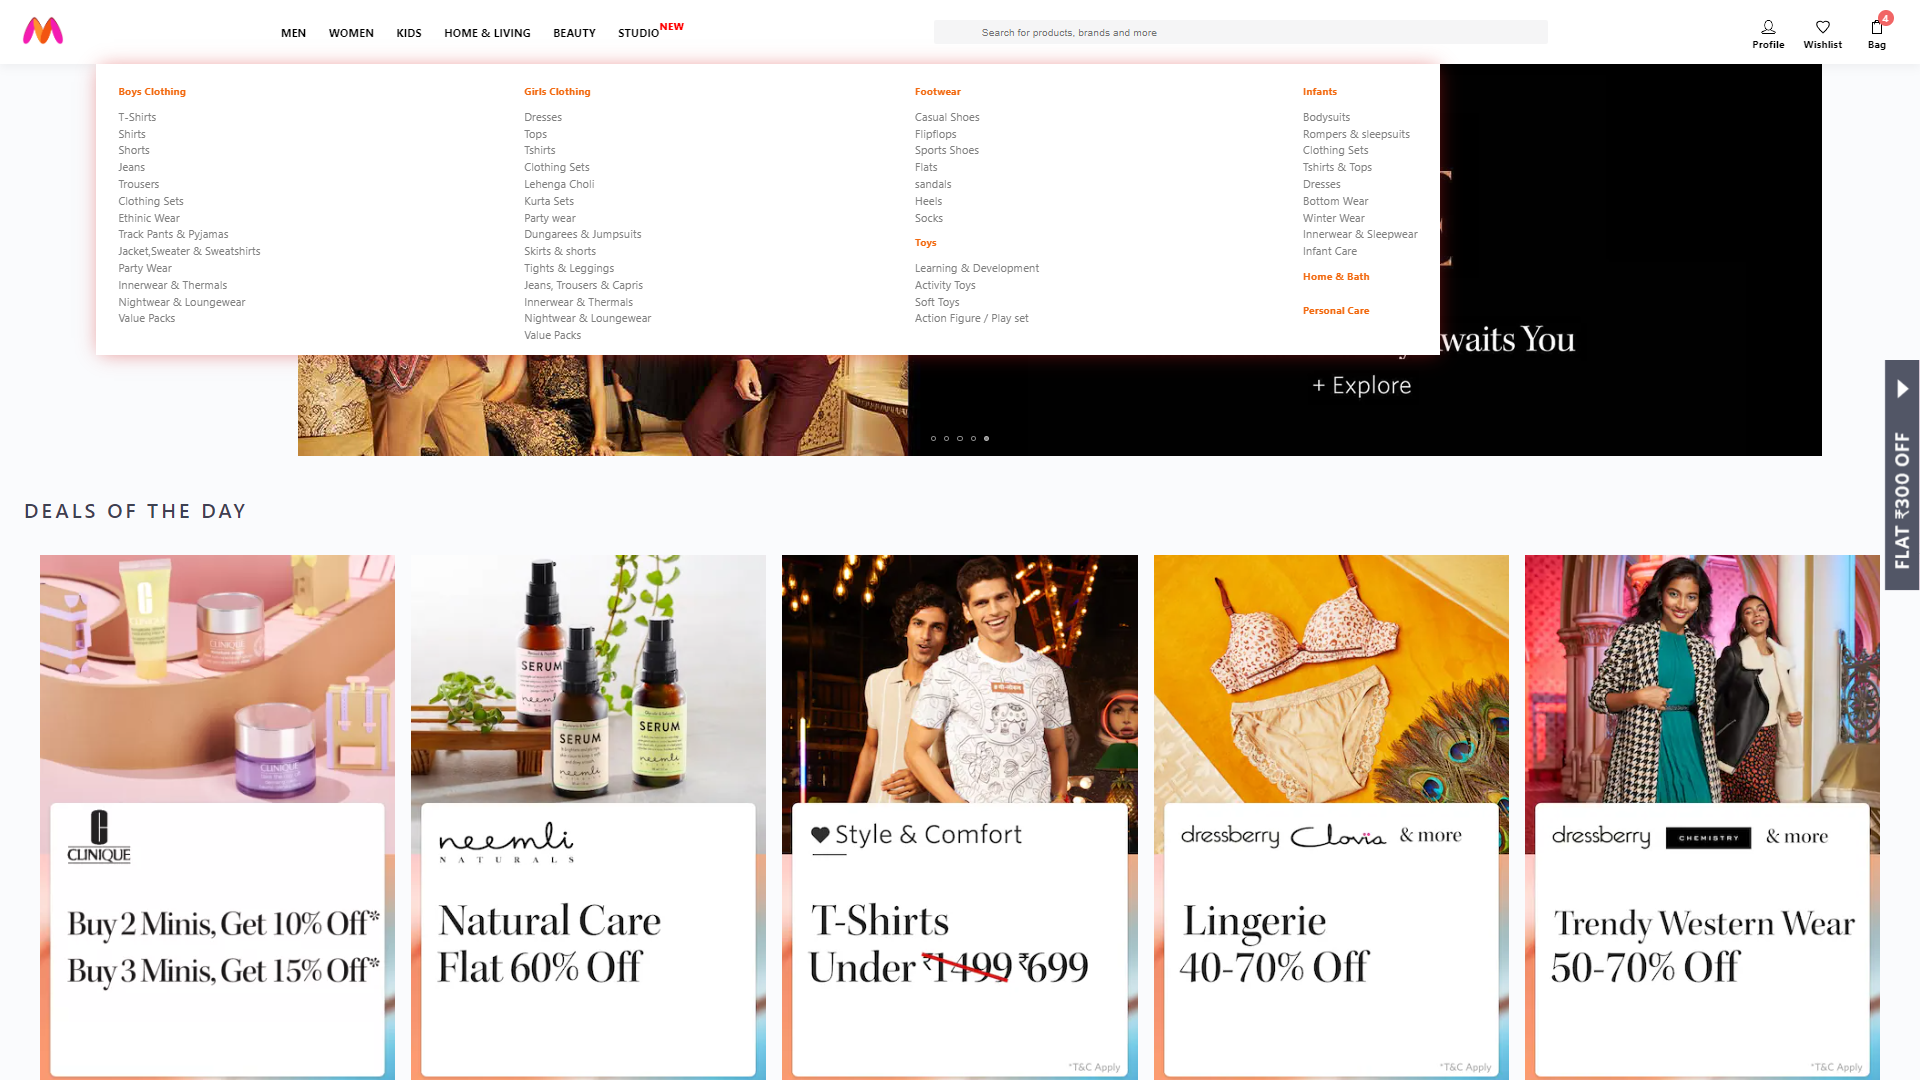 MEN WOMEN KIDS HOME & LIVING BEAUTY STUDIO NEW
Search for products, brands and more
4
Profile Wishlist Bag
Boys Clothing
T-Shirts
Shirts
Shorts
Jeans
Trousers
Clothing Sets
Ethinic Wear
Track Pants & Pyjamas
Jacket,Sweater & Sweatshirts
Party Wear
Innerwear & Thermals
Nightwear & Loungewear
Value Packs
Girls Clothing
Dresses
Tops
Tshirts
Clothing Sets
Lehenga Choli
Kurta Sets
Party wear
Dungarees & Jumpsuits
Skirts & shorts
Tights & Leggings
Jeans, Trousers & Capris
Innerwear & Thermals
Nightwear & Loungewear
Value Packs
Footwear
Casual Shoes
Flipflops
Sports Shoes
Flats
sandals
Heels
Socks
Toys
Learning & Development
Activity Toys
Soft Toys
Action Figure / Play set
Infants
Bodysuits
Rompers & sleepsuits
Clothing Sets
Tshirts & Tops
Dresses
Bottom Wear
Winter Wear
Innerwear & Sleepwear
Infant Care
Home & Bath
Personal Care
waits You
+ Explore
FLAT ₹300 OFF
DEALS OF THE DAY
CLINIQUE
CLINIQUE
CLINIQUE
Buy 2 Minis, Get 10% Off*
Buy 3 Minis, Get 15% Off*
SERUM
SERUM
neemli
SERUM
neemli
neemli
NATURALS
Natural Care
Flat 60% Off
Style & Comfort
T-Shirts
Under ₹1499 ₹699
*T&C Apply
dressberry Clovia & more
Lingerie
40-70% Off
*T&C Apply
dressberry CHEMISTRY & more
Trendy Western Wear
50-70% Off
*T&C Apply